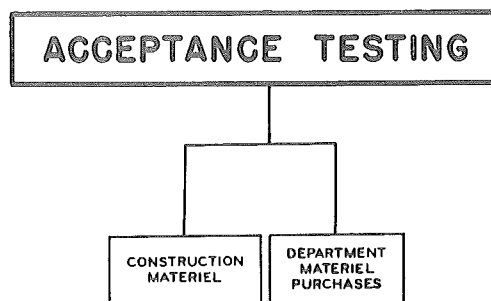 ACCEPTANCE TESTING
CONSTRUCTION
MATERIEL
DEPARTMENT
MATERIEL
PURCHASES